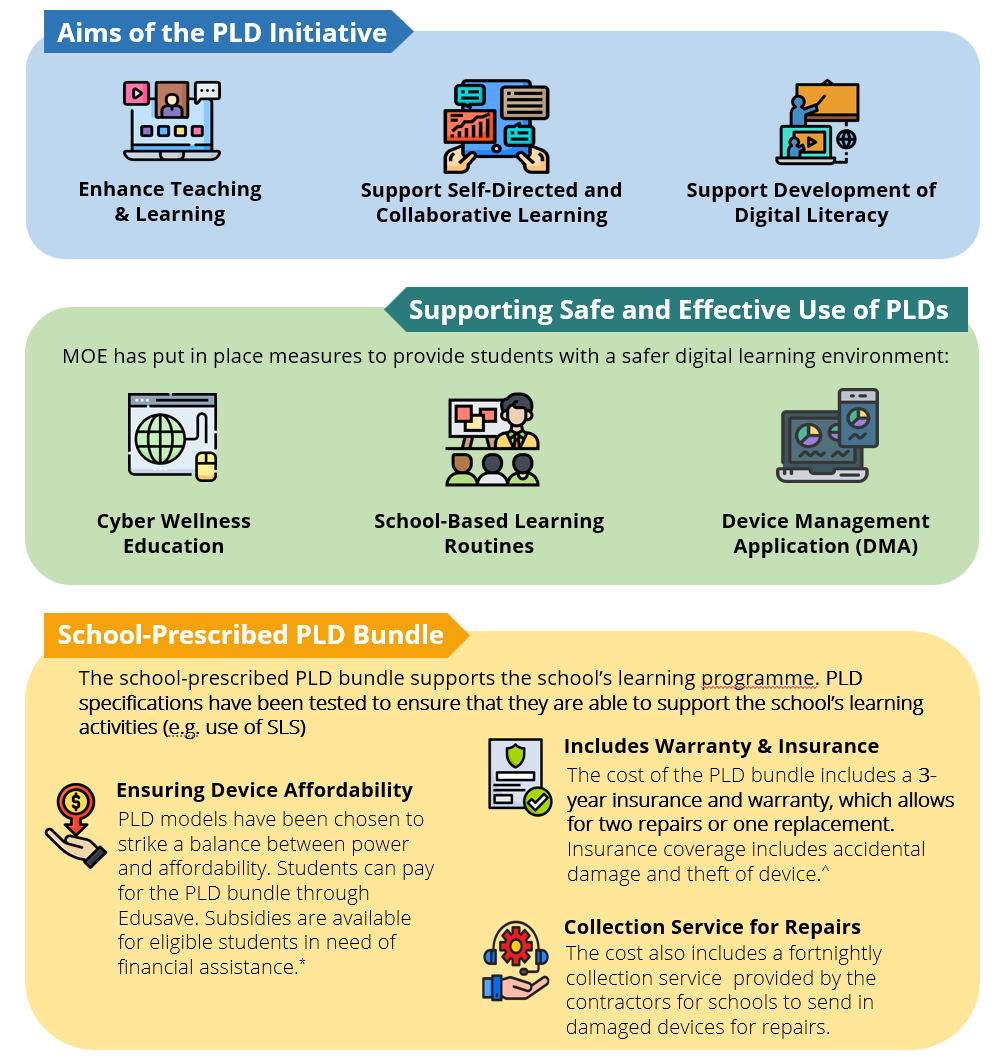 Aims of the PLD Initiative
Enhance Teaching
& Learning
Support Self-Directed and
Collaborative Learning
Support Development of
Digital Literacy
Supporting Safe and Effective Use of PLDs
MOE has put in place measures to provide students with a safer digital learning environment:
Cyber Wellness
Education
School-Based Learning
Routines
Device Management
Application (DMA)
School-Prescribed PLD Bundle
The school-prescribed PLD bundle supports the school’s learning programme. PLD
specifications have been tested to ensure that they are able to support the school’s learning
activities (e.g. use of SLS)
Ensuring Device Affordability
PLD models have been chosen to
strike a balance between power
and affordability. Students can pay
for the PLD bundle through
Edusave. Subsidies are available
for eligible students in need of
financial assistance.*
Includes Warranty & Insurance
The cost of the PLD bundle includes a 3-
year insurance and warranty, which allows
for two repairs or one replacement.
Insurance coverage includes accidental
damage and theft of device.^
Collection Service for Repairs
The cost also includes a fortnightly
collection service  provided by the
contractors for schools to send in
damaged devices for repairs.